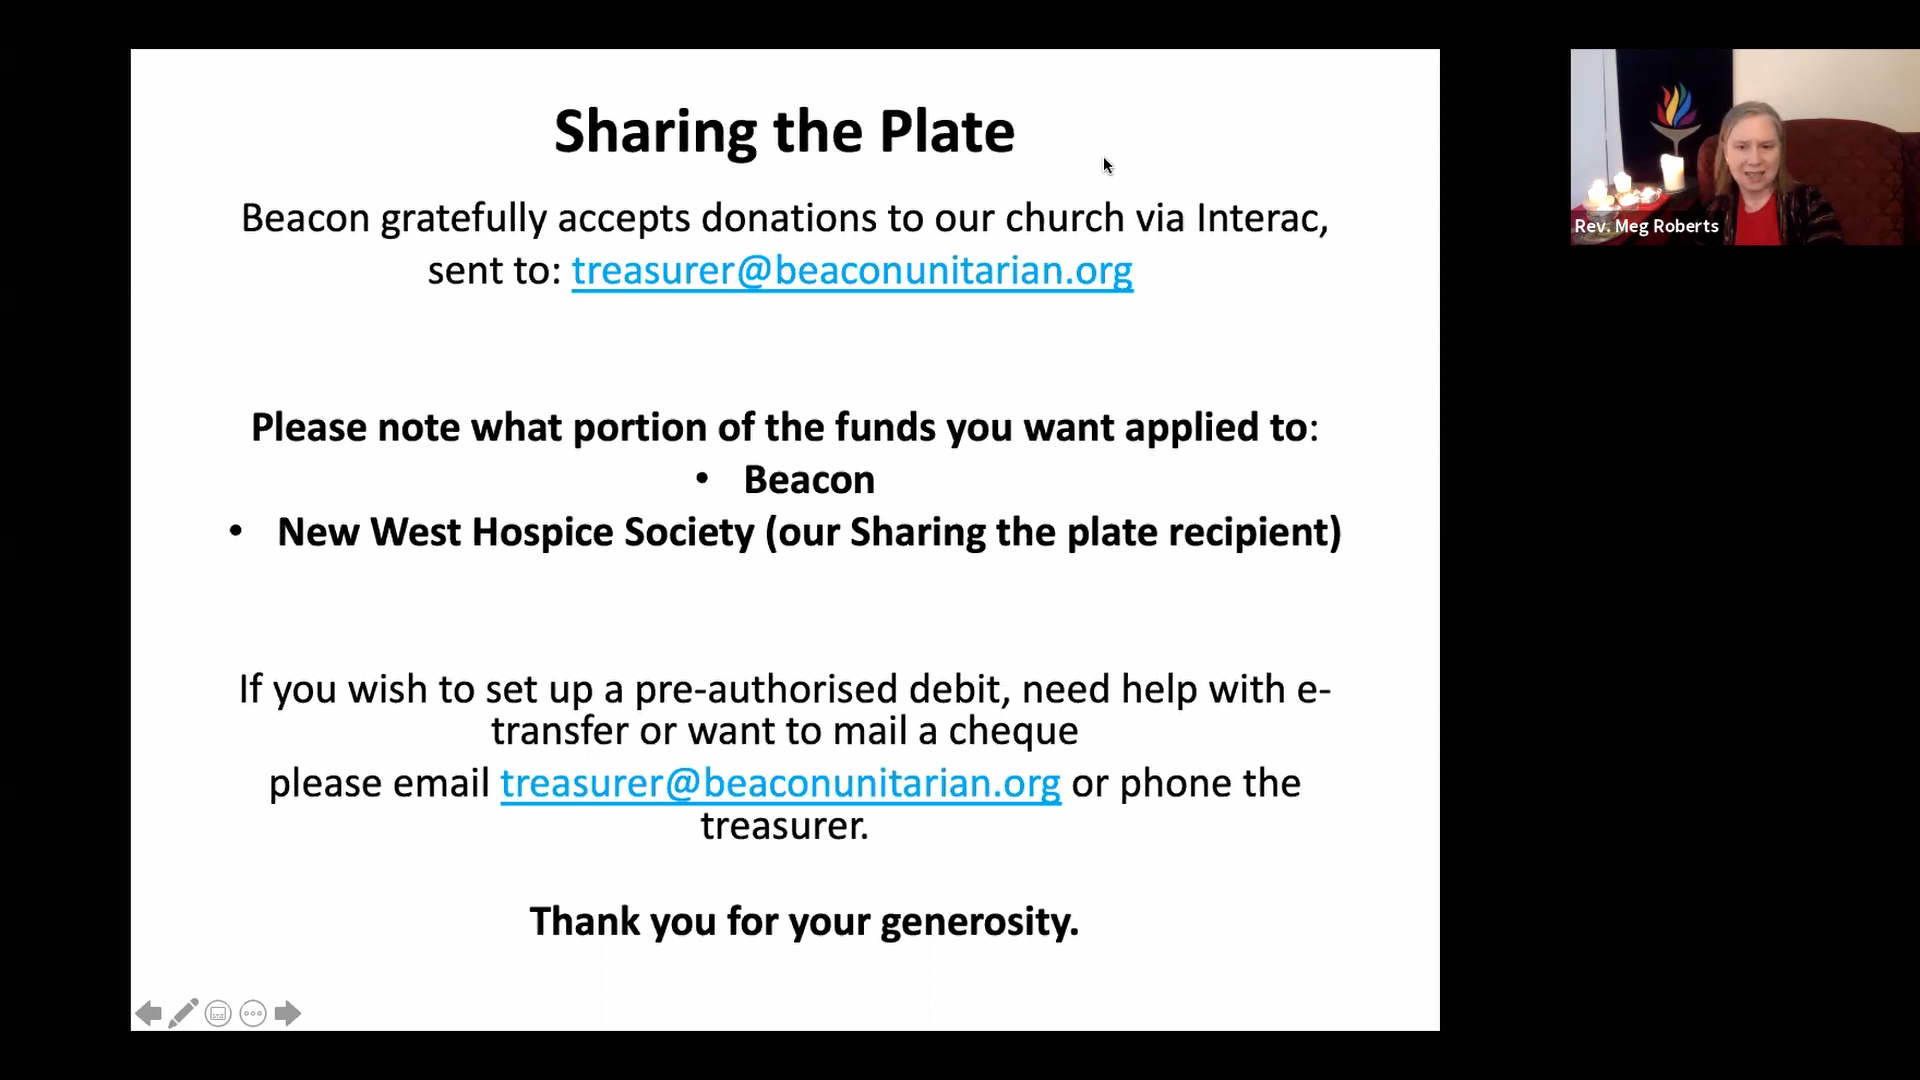 Sharing the Plate
Beacon gratefully accepts donations to our church via Interac,
sent to: treasurer@beaconunitarian.org
Please note what portion of the funds you want applied to:
• Beacon
• New West Hospice Society (our Sharing the plate recipient)
If you wish to set up a pre-authorised debit, need help with e-
transfer or want to mail a cheque
please email treasurer@beaconunitarian.org or phone the
treasurer.
Thank you for your generosity.
Rev. Meg Roberts